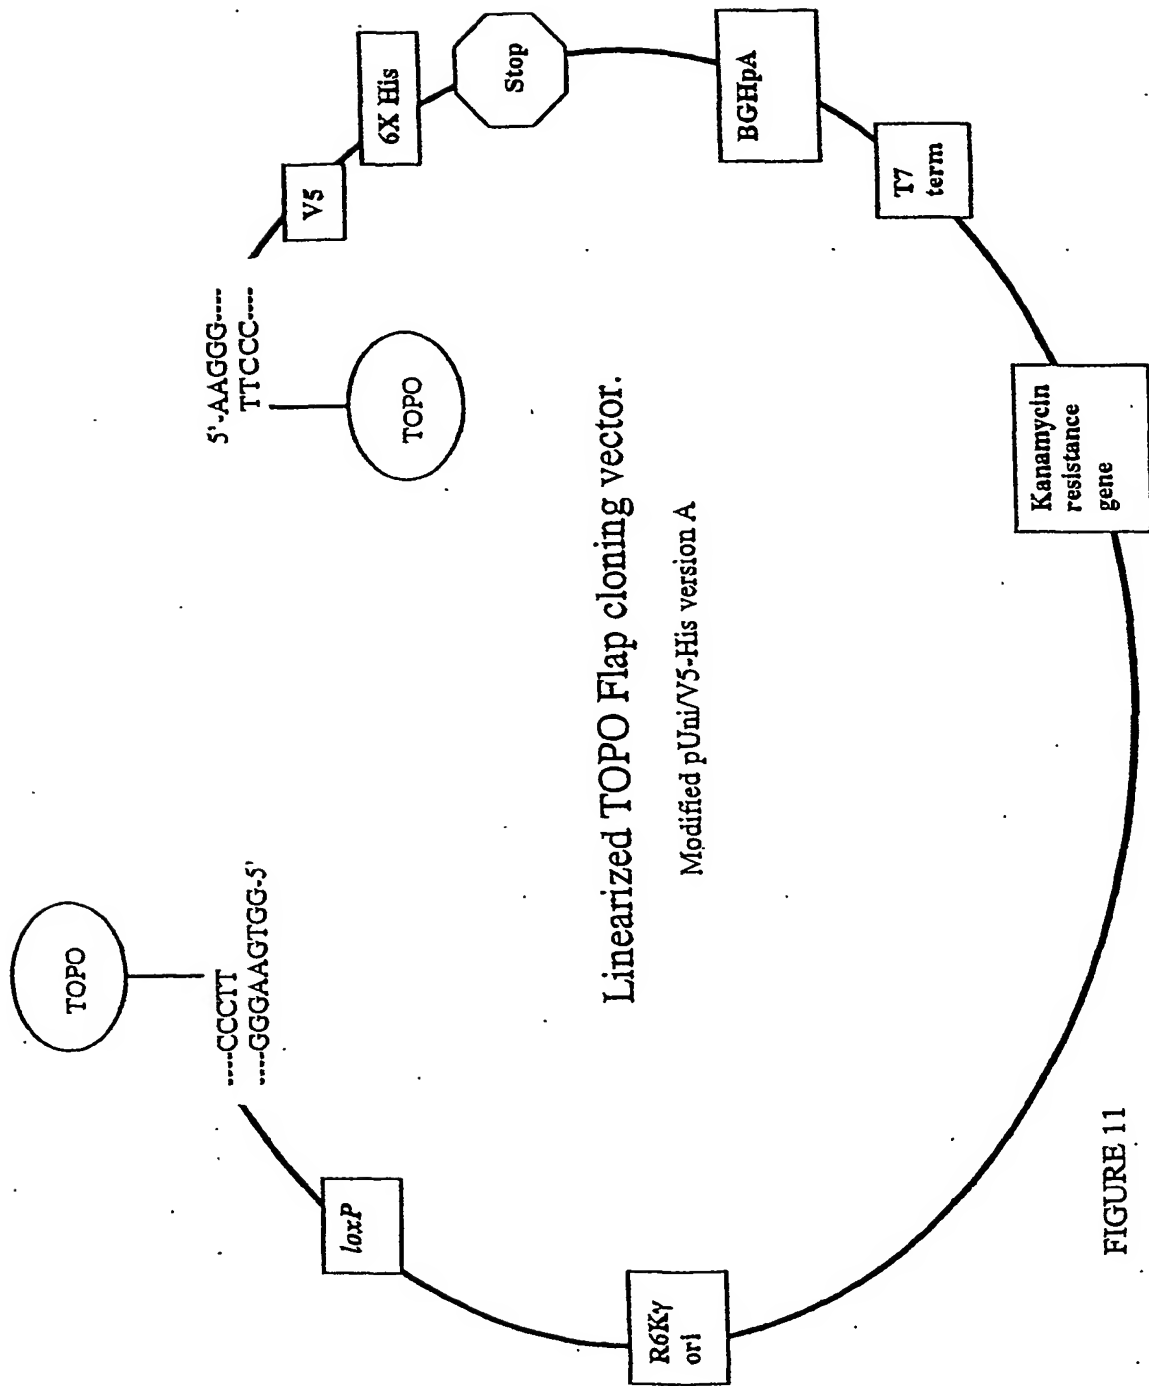 TOPO
----CCCTT
----GGGAAGTGG-5'
5'-AAGGG----
TTCCC----
TOPO
V5
6X His
Stop
BGHpA
T7
term
Kanamycin
resistance
gene
R6Kγ
ori
loxP
Linearized TOPO Flap cloning vector.
Modified pUni/V5-His version A
FIGURE 11